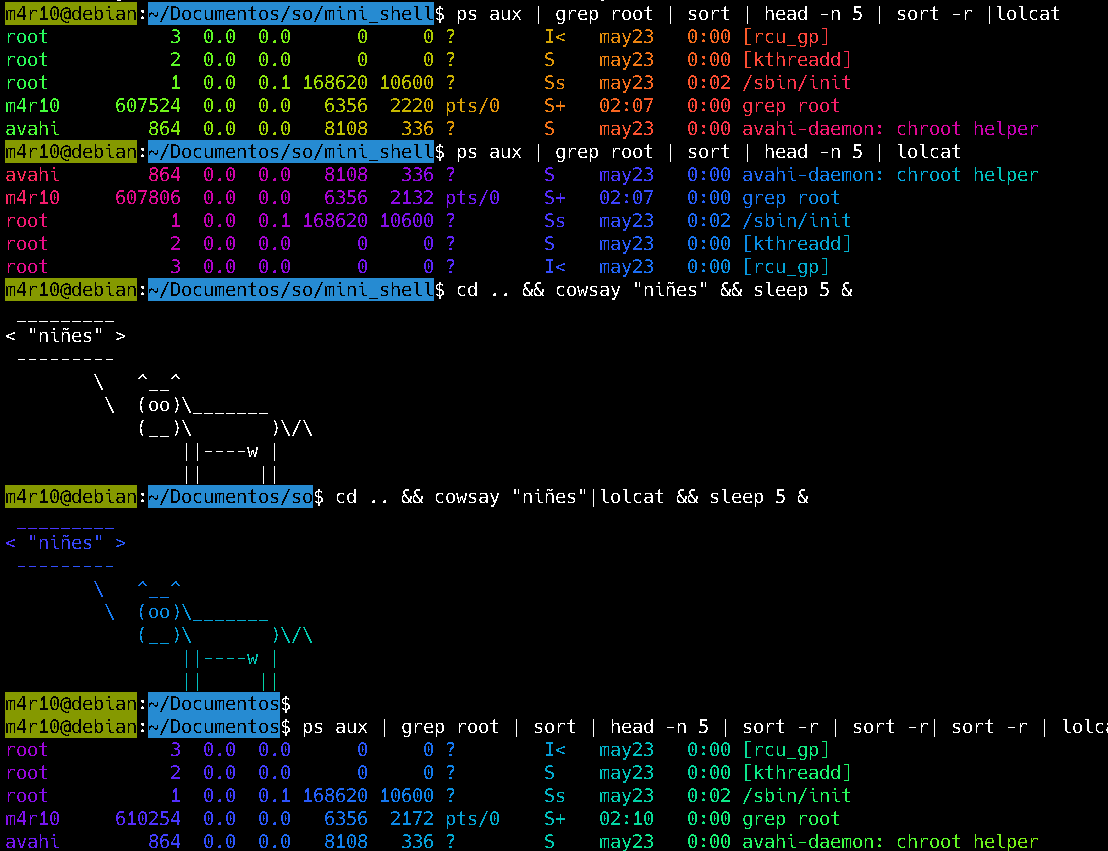 m4r10@debian:~/Documentos/so/mini_shell$ ps aux | grep root | sort | head -n 5 | sort -r |lolcat
root           3  0.0  0.0      0     0 ?        I<   may23   0:00 [rcu_gp]
root           2  0.0  0.0      0     0 ?        S    may23   0:00 [kthreadd]
root           1  0.0  0.1 168620 10600 ?        Ss   may23   0:02 /sbin/init
m4r10     607524  0.0  0.0   6356  2220 pts/0    S+   02:07   0:00 grep root
avahi        864  0.0  0.0   8108   336 ?        S    may23   0:00 avahi-daemon: chroot helper
m4r10@debian:~/Documentos/so/mini_shell$ ps aux | grep root | sort | head -n 5 | lolcat
avahi        864  0.0  0.0   8108   336 ?        S    may23   0:00 avahi-daemon: chroot helper
m4r10     607806  0.0  0.0   6356  2132 pts/0    S+   02:07   0:00 grep root
root           1  0.0  0.1 168620 10600 ?        Ss   may23   0:02 /sbin/init
root           2  0.0  0.0      0     0 ?        S    may23   0:00 [kthreadd]
root           3  0.0  0.0      0     0 ?        I<   may23   0:00 [rcu_gp]
m4r10@debian:~/Documentos/so/mini_shell$ cd .. && cowsay "niñes" && sleep 5 &
 _________
< "niñes" >
 ---------
        \   ^__^
         \  (oo)\_______
            (__)\       )\/\
                ||----w |
                ||     ||
m4r10@debian:~/Documentos/so$ cd .. && cowsay "niñes"|lolcat && sleep 5 &
 _________
< "niñes" >
 ---------
        \   ^__^
         \  (oo)\_______
            (__)\       )\/\
                ||----w |
                ||     ||
m4r10@debian:~/Documentos$
m4r10@debian:~/Documentos$ ps aux | grep root | sort | head -n 5 | sort -r | sort -r| sort -r | lolc
root           3  0.0  0.0      0     0 ?        I<   may23   0:00 [rcu_gp]
root           2  0.0  0.0      0     0 ?        S    may23   0:00 [kthreadd]
root           1  0.0  0.1 168620 10600 ?        Ss   may23   0:02 /sbin/init
m4r10     610254  0.0  0.0   6356  2172 pts/0    S+   02:10   0:00 grep root
avahi        864  0.0  0.0   8108   336 ?        S    may23   0:00 avahi-daemon: chroot helper